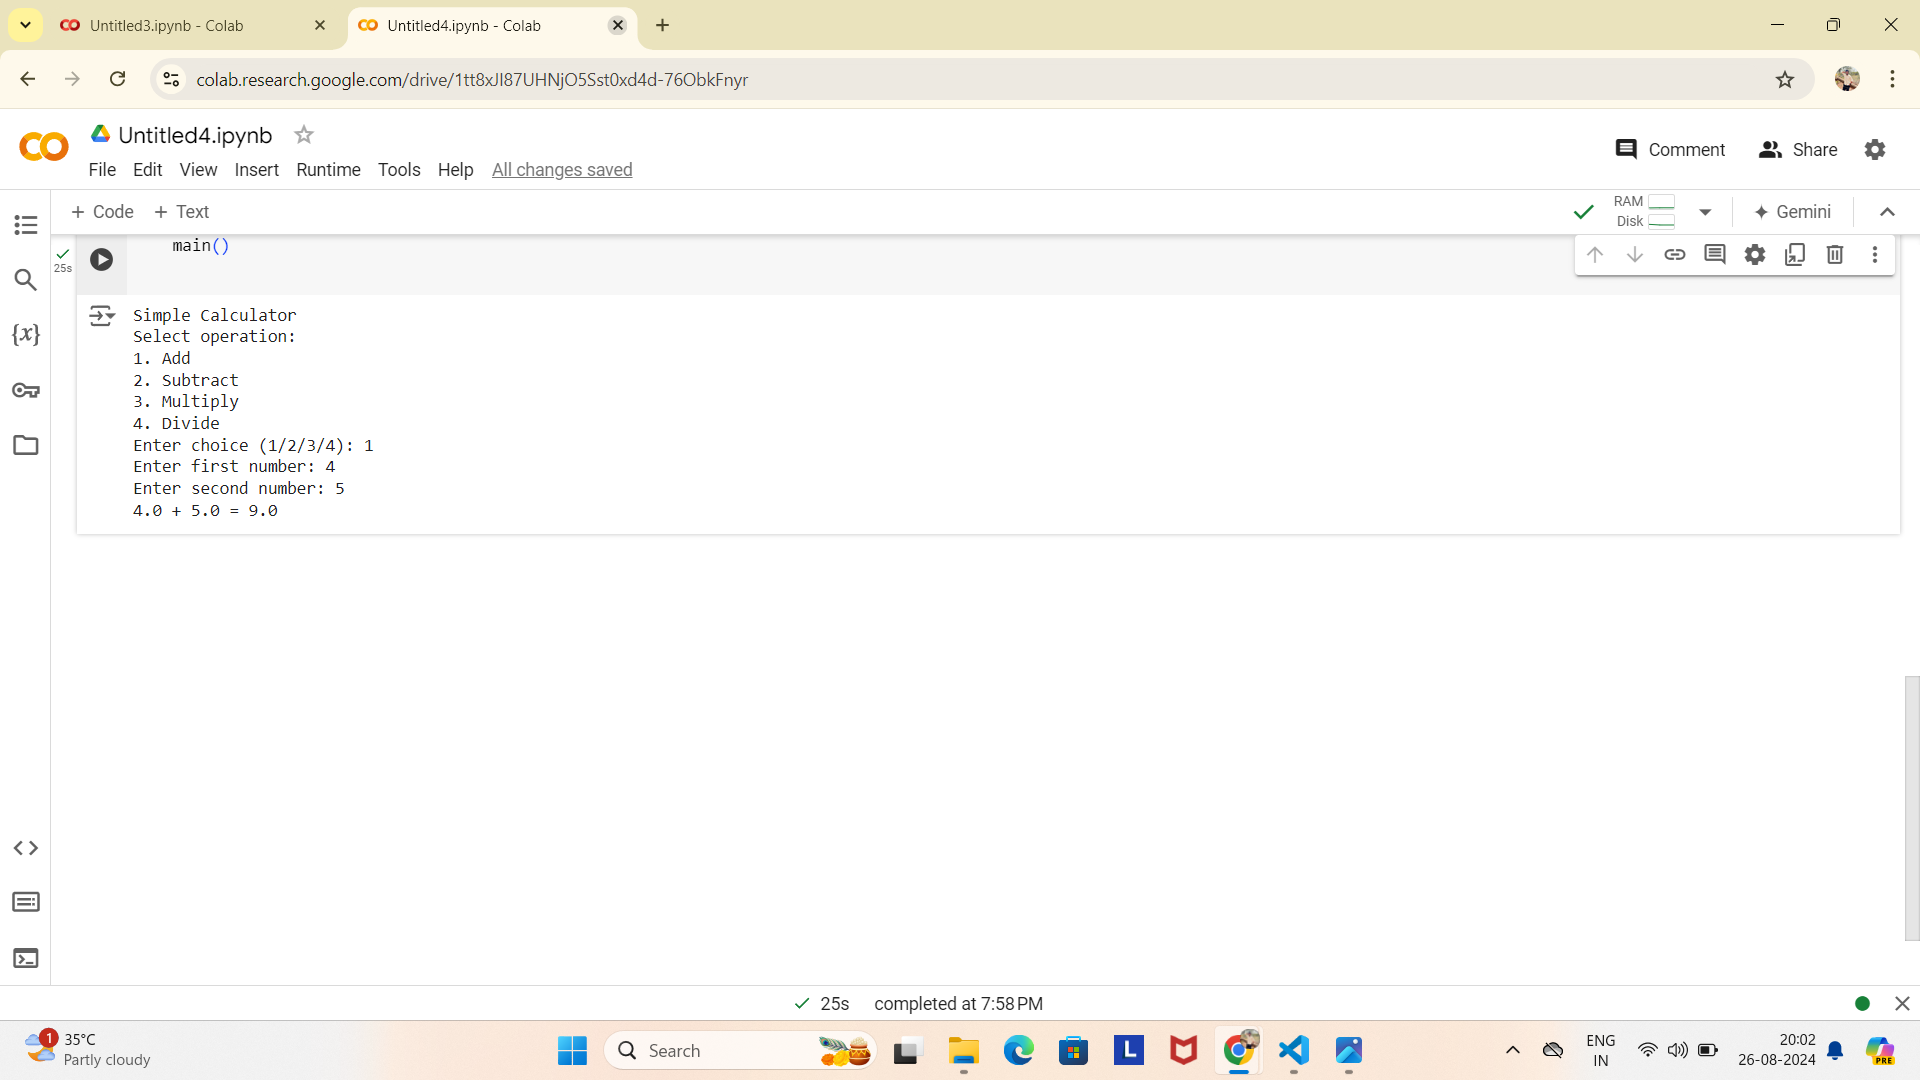 Untitled3.ipynb - Colab
Untitled4.ipynb - Colab
colab.research.google.com/drive/1tt8xJI87UHNjO5Sst0xd4d-76ObkFnyr
CO
Untitled4.ipynb
Comment
Share
File Edit View Insert Runtime Tools Help All changes saved
+ Code + Text
RAM
Disk
Gemini
main()
25s
{x}
Simple Calculator
Select operation:
1. Add
2. Subtract
3. Multiply
4. Divide
Enter choice (1/2/3/4): 1
Enter first number: 4
Enter second number: 5
4.0 + 5.0 = 9.0
25s completed at 7:58 PM
1
35°C
Partly cloudy
Search
L
ENG
IN
20:02
26-08-2024
PRE